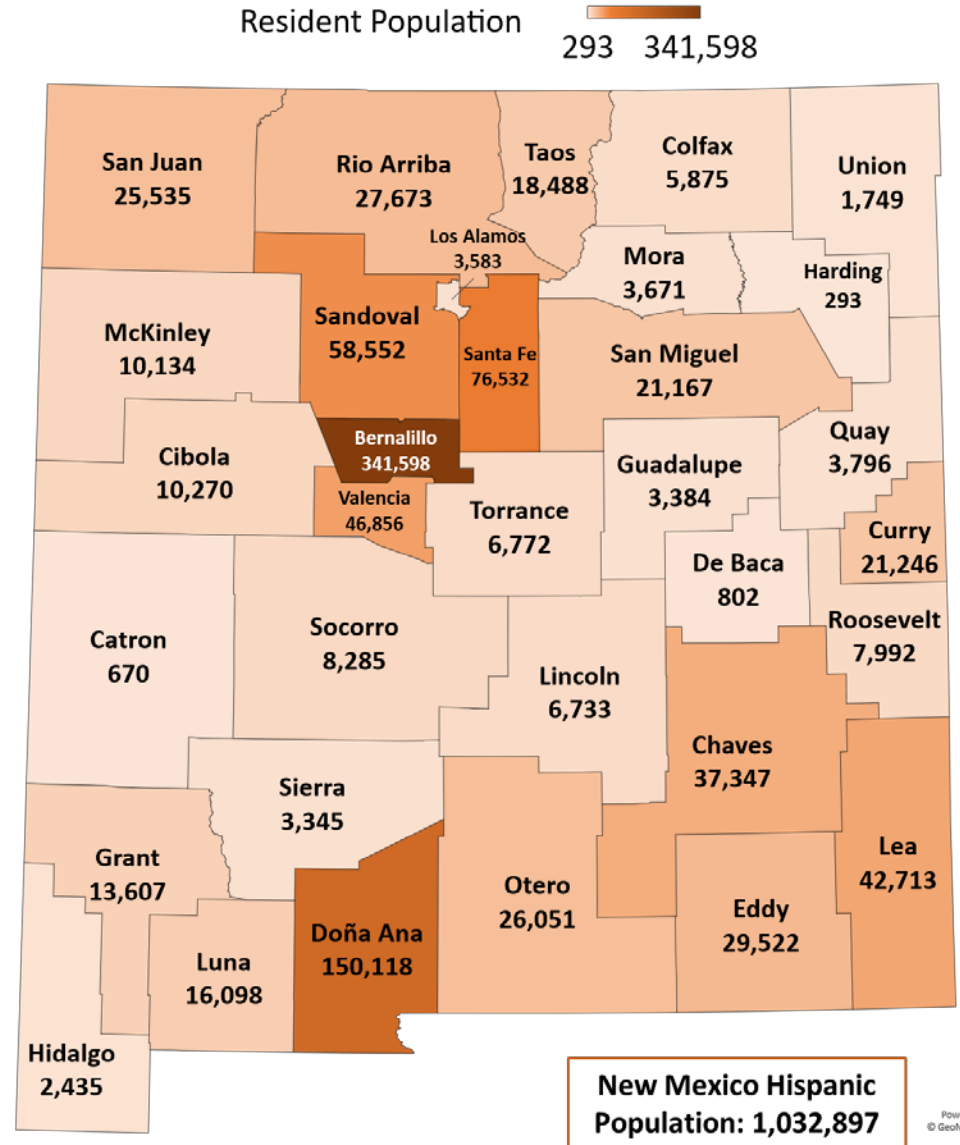 Resident Population
293 341,598
San Juan
25,535
Rio Arriba
27,673
Taos
18,488
Colfax
5,875
Union
1,749
Los Alamos
3,583
Mora
3,671
Harding
293
McKinley
10,134
Sandoval
58,552
Santa Fe
76,532
San Miguel
21,167
Cibola
10,270
Bernalillo
341,598
Valencia
46,856
Torrance
6,772
Guadalupe
3,384
Quay
3,796
Curry
21,246
De Baca
802
Roosevelt
7,992
Catron
670
Socorro
8,285
Lincoln
6,733
Chaves
37,347
Sierra
3,345
Grant
13,607
Lea
42,713
Otero
26,051
Eddy
29,522
Doña Ana
150,118
Luna
16,098
Hidalgo
2,435
New Mexico Hispanic
Population: 1,032,897